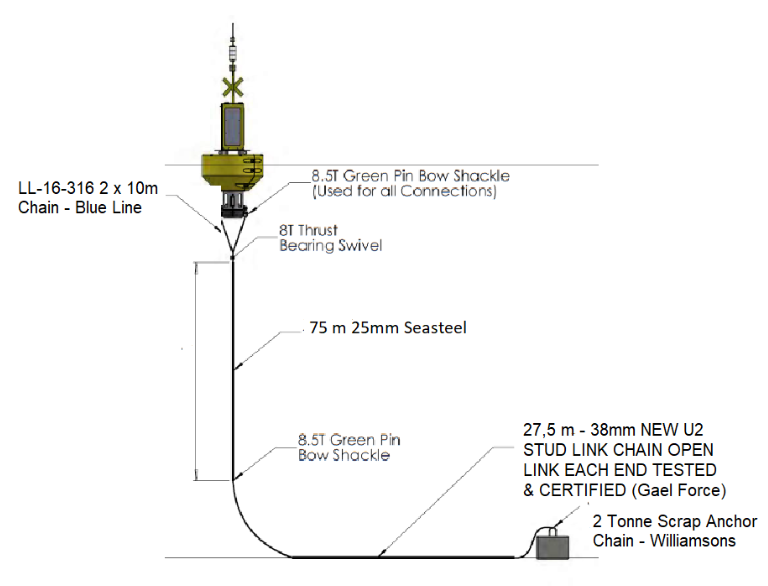 8.5T Green Pin Bow Shackle
(Used for all Connections)
LL-16-316 2 x 10m
Chain - Blue Line
8T Thrust
Bearing Swivel
75 m 25mm Seasteel
8.5T Green Pin
Bow Shackle
27,5 m - 38mm NEW U2
STUD LINK CHAIN OPEN
LINK EACH END TESTED
& CERTIFIED (Gael Force)
2 Tonne Scrap Anchor
Chain - Williamsons